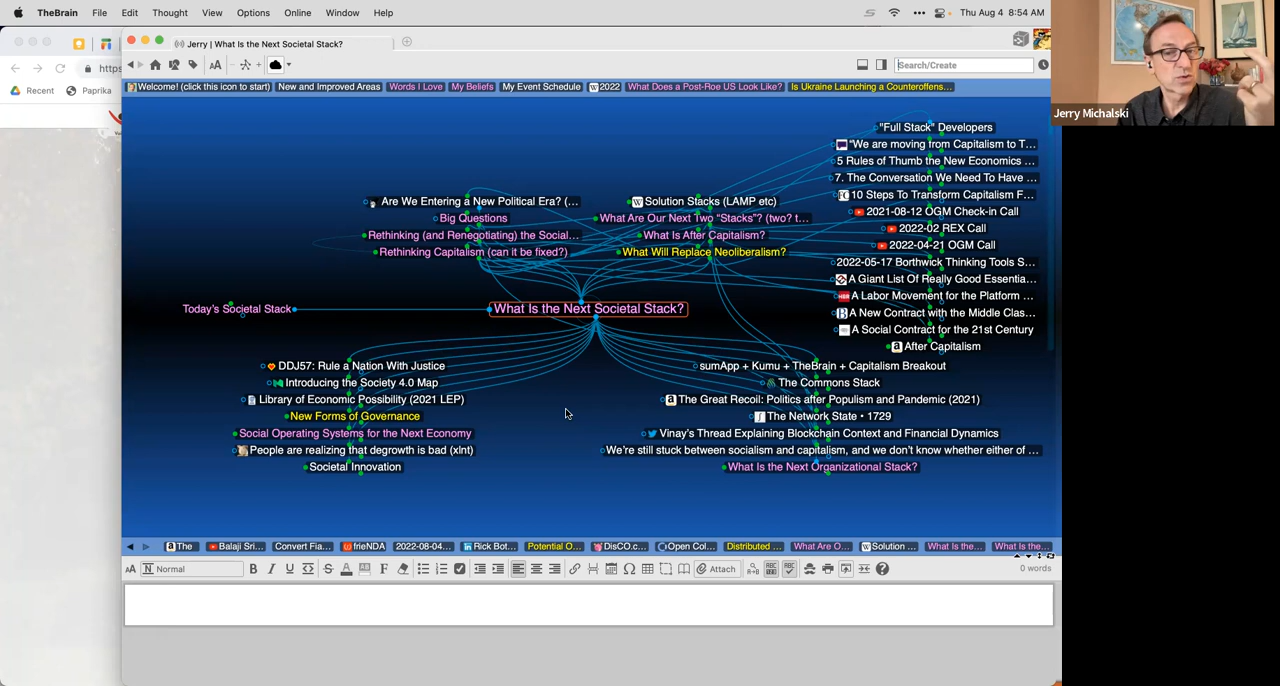 TheBrain File Edit Thought View Options Online Window Help Thu Aug 4 8:54 AM
Jerry | What Is the Next Societal Stack?
https
Recent Paprika
AA
Search/Create
Welcome! (click this icon to start) New and Improved Areas Words I Love My Beliefs My Event Schedule 2022 What Does a Post-Roe US Look Like? Is Ukraine Launching a Counteroffens...
Jerry Michalski
"Full Stack" Developers
"We are moving from Capitalism to T...
5 Rules of Thumb the New Economics ...
7. The Conversation We Need To Have ...
10 Steps To Transform Capitalism F...
2021-08-12 OGM Check-in Call
2022-02 REX Call
2022-04-21 OGM Call
2022-05-17 Borthwick Thinking Tools S...
A Giant List Of Really Good Essentia...
A Labor Movement for the Platform ...
A New Contract with the Middle Clas...
A Social Contract for the 21st Century
After Capitalism
Are We Entering a New Political Era? (...
Big Questions
Rethinking (and Renegotiating) the Social...
Rethinking Capitalism (can it be fixed?)
Solution Stacks (LAMP etc)
What Are Our Next Two “Stacks”? (two? t...
What Is After Capitalism?
What Will Replace Neoliberalism?
Today's Societal Stack
What Is the Next Societal Stack?
DDJ57: Rule a Nation With Justice
Introducing the Society 4.0 Map
Library of Economic Possibility (2021 LEP)
New Forms of Governance
Social Operating Systems for the Next Economy
People are realizing that degrowth is bad (xlnt)
Societal Innovation
sumApp + Kumu + TheBrain + Capitalism Breakout
The Commons Stack
The Great Recoil: Politics after Populism and Pandemic (2021)
The Network State • 1729
Vinay's Thread Explaining Blockchain Context and Financial Dynamics
We're still stuck between socialism and capitalism, and we don't know whether either of ...
What Is the Next Organizational Stack?
The Balaji Sri... Convert Fia... frieNDA 2022-08-04... Rick Bot... Potential O... DisCO.c... Open Col... Distributed ... What Are O... Solution ... What Is the... What Is the...
AA N Normal B I U S A F Attach 0 words